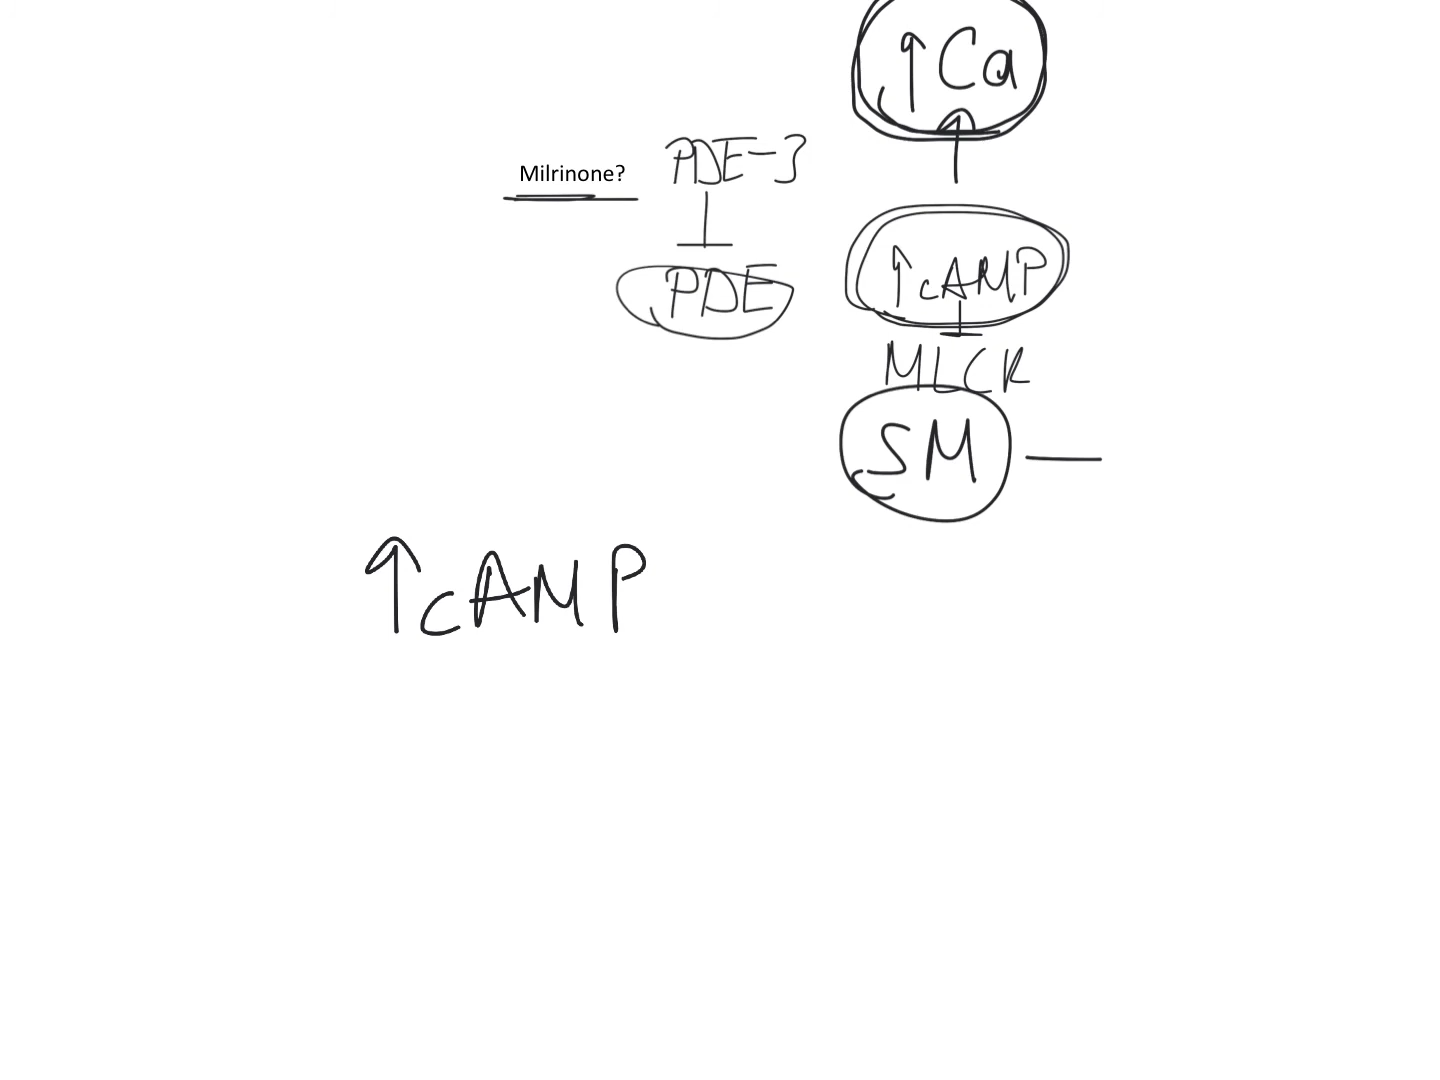 ↑Ca
PDE-3
Milrinone?
↑cAMP
PDE
MLCK
SM
↑cAMP